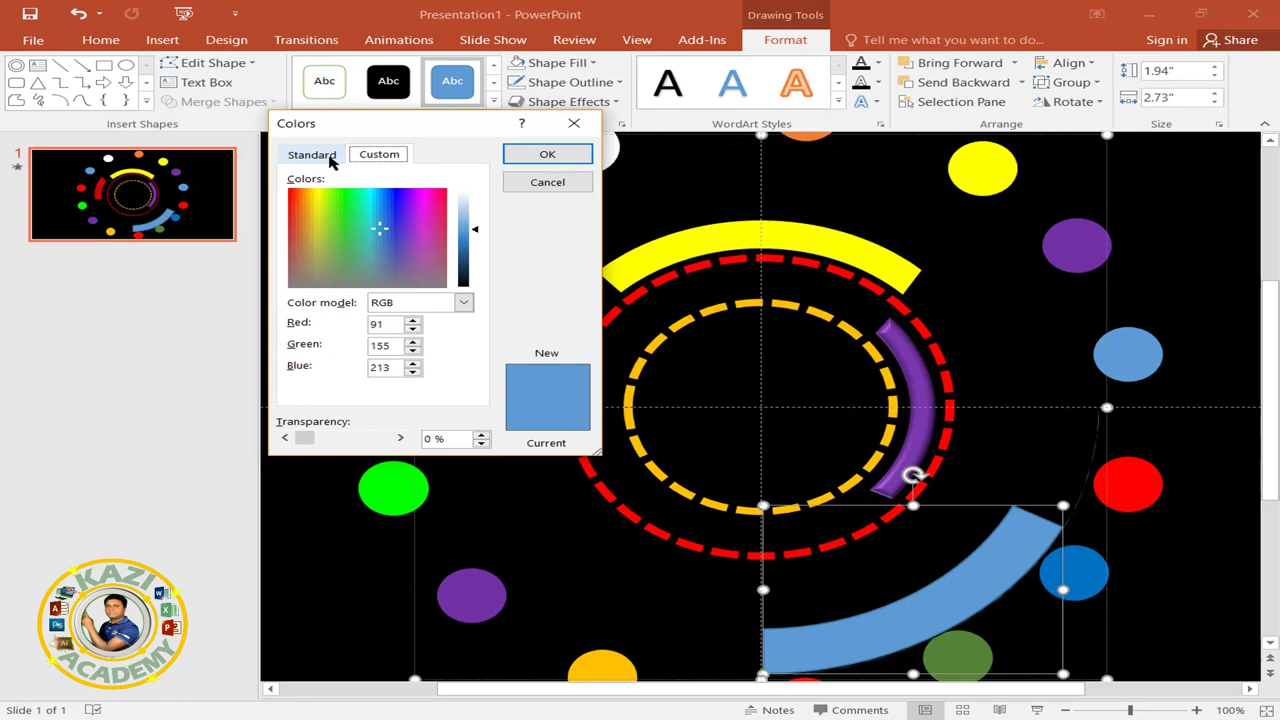 Presentation1 - PowerPoint
Drawing Tools
File
Home
Insert
Design
Transitions
Animations
Slide Show
Review
View
Add-Ins
Format
Tell me what you want to do...
Sign in
Share
Edit Shape
Text Box
Merge Shapes
Insert Shapes
Abc
Abc
Abc
Shape Fill
Shape Outline
Shape Effects
A
A
A
WordArt Styles
Bring Forward
Send Backward
Selection Pane
Align
Group
Rotate
Arrange
1.94"
2.73"
Size
1
Colors
?
Standard
Custom
OK
Cancel
Colors:
Color model:
RGB
Red:
91
Green:
155
Blue:
213
Transparency:
0 %
New
Current
KAZI
ACADEMY
Slide 1 of 1
Notes
Comments
100%